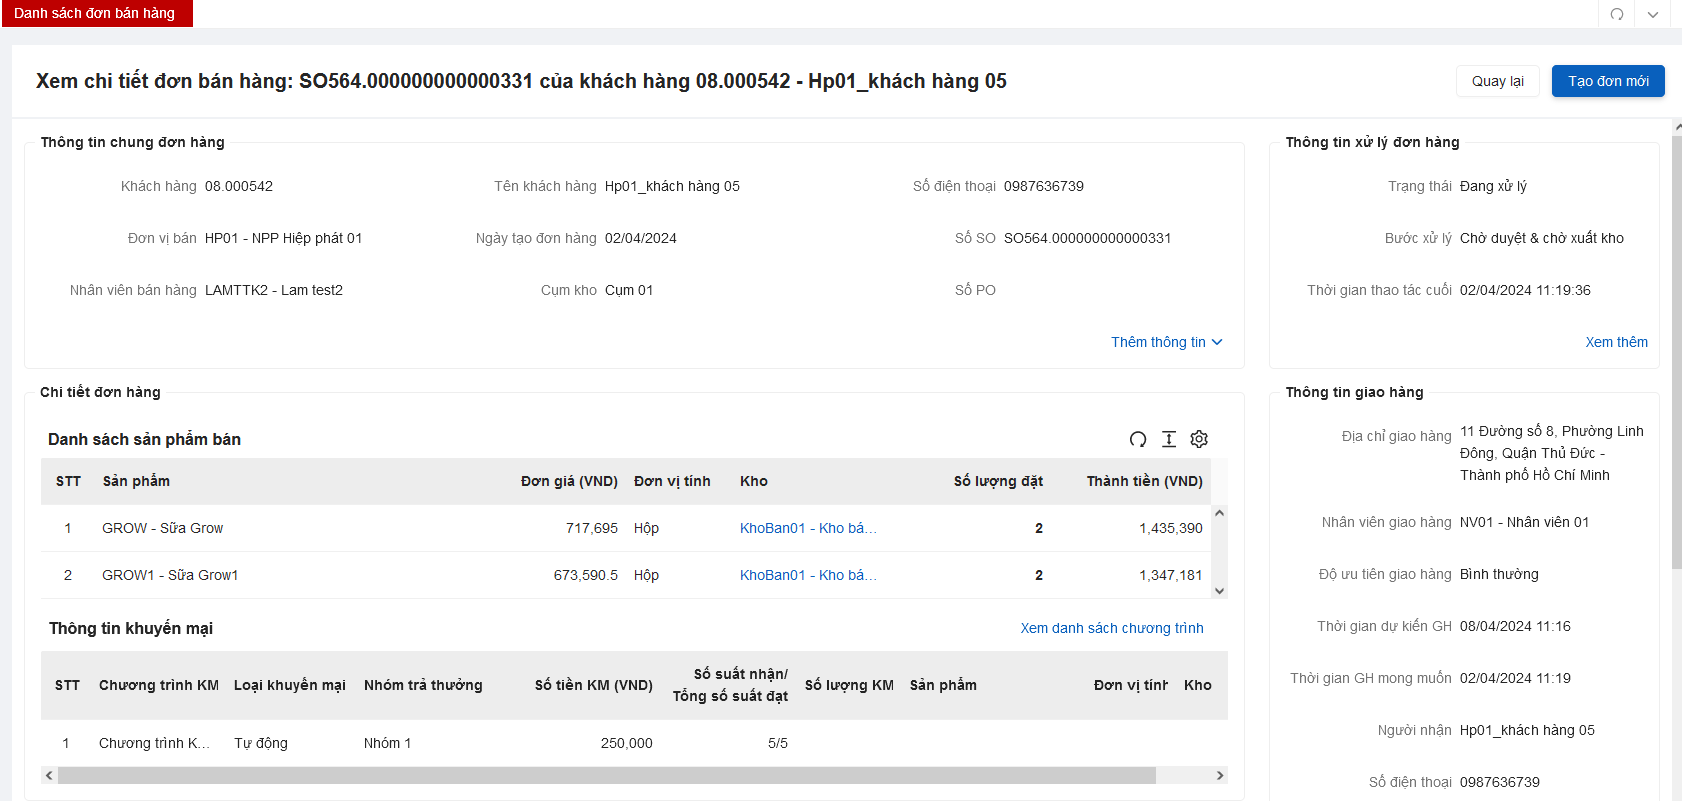 Danh sách đơn bán hàng
Xem chi tiết đơn bán hàng: SO564.000000000000331 của khách hàng 08.000542 - Hp01_khách hàng 05
Quay lại
Tạo đơn mới
Thông tin chung đơn hàng
Khách hàng 08.000542
Tên khách hàng Hp01_khách hàng 05
Số điện thoại 0987636739
Đơn vị bán HP01 - NPP Hiệp phát 01
Ngày tạo đơn hàng 02/04/2024
Số SO SO564.000000000000331
Nhân viên bán hàng LAMTTK2 - Lam test2
Cụm kho Cụm 01
Số PO
Thêm thông tin
Thông tin xử lý đơn hàng
Trạng thái Đang xử lý
Bước xử lý Chờ duyệt & chờ xuất kho
Thời gian thao tác cuối 02/04/2024 11:19:36
Xem thêm
Chi tiết đơn hàng
Danh sách sản phẩm bán
STT Sản phẩm Đơn giá (VND) Đơn vị tính Kho Số lượng đặt Thành tiền (VND)
1 GROW - Sữa Grow 717,695 Hộp KhoBan01 - Kho bá... 2 1,435,390
2 GROW1 - Sữa Grow1 673,590.5 Hộp KhoBan01 - Kho bá... 2 1,347,181
Thông tin khuyến mại
Xem danh sách chương trình
STT Chương trình KM Loại khuyến mại Nhóm trả thưởng Số tiền KM (VND) Số suất nhận/ Số lượng KM Sản phẩm Đơn vị tính Kho
Tổng số suất đạt
1 Chương trình K... Tự động Nhóm 1 250,000 5/5
Thông tin giao hàng
Địa chỉ giao hàng 11 Đường số 8, Phường Linh
Đông, Quận Thủ Đức -
Thành phố Hồ Chí Minh
Nhân viên giao hàng NV01 - Nhân viên 01
Độ ưu tiên giao hàng Bình thường
Thời gian dự kiến GH 08/04/2024 11:16
Thời gian GH mong muốn 02/04/2024 11:19
Người nhận Hp01_khách hàng 05
Số điện thoại 0987636739